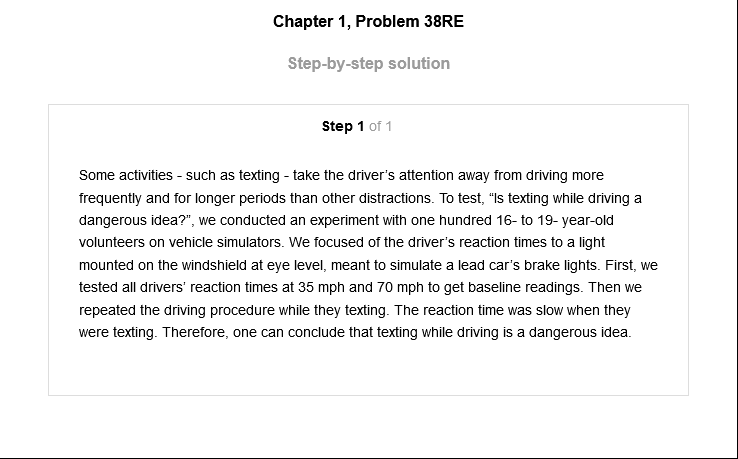 Chapter 1, Problem 38RE
Step-by-step solution
Step 1 of 1
Some activities - such as texting - take the driver’s attention away from driving more
frequently and for longer periods than other distractions. To test, “Is texting while driving a
dangerous idea?”, we conducted an experiment with one hundred 16- to 19- year-old
volunteers on vehicle simulators. We focused of the driver’s reaction times to a light
mounted on the windshield at eye level, meant to simulate a lead car’s brake lights. First, we
tested all drivers’ reaction times at 35 mph and 70 mph to get baseline readings. Then we
repeated the driving procedure while they texting. The reaction time was slow when they
were texting. Therefore, one can conclude that texting while driving is a dangerous idea.